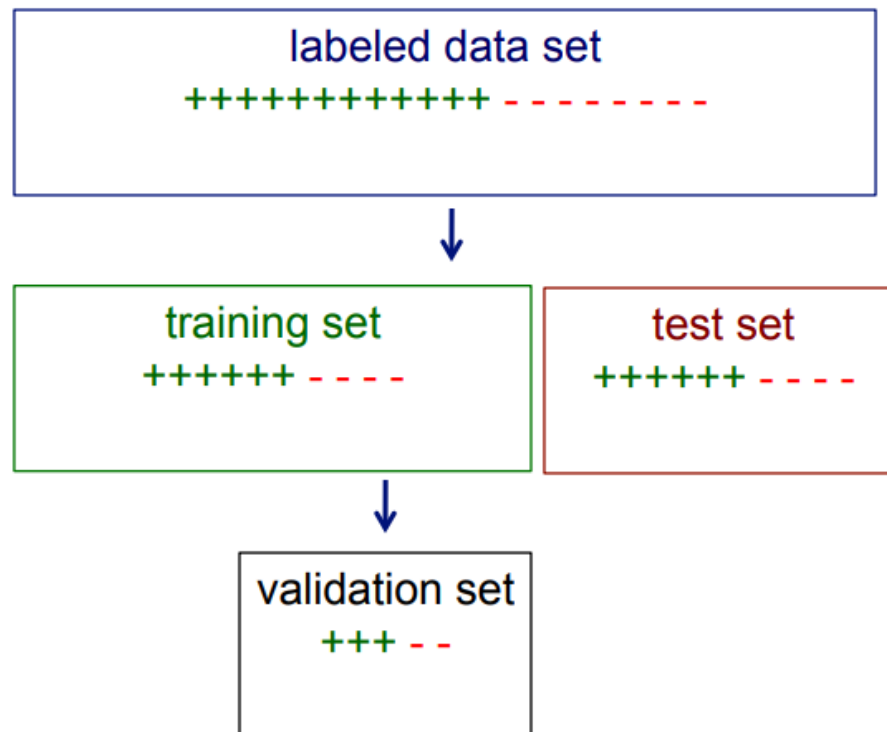 labeled data set
++++++++++++ - - - - - - - -
training set
++++++ - - - -
test set
++++++ - - - -
validation set
+++ - -